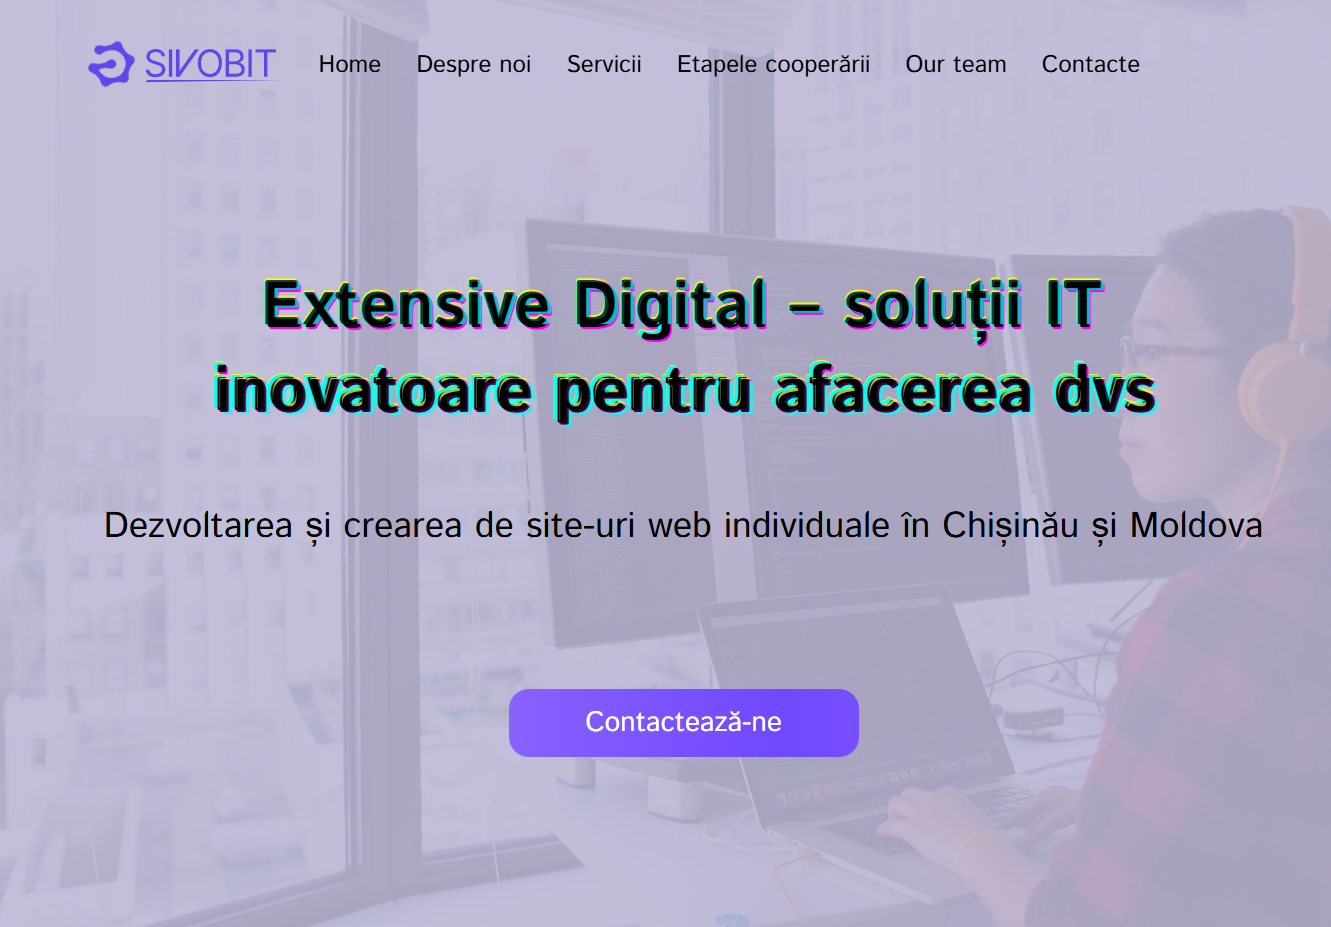 SIVOBIT Home Despre noi Servicii Etapele cooperării Our team Contacte
Extensive Digital – soluții IT
inovatoare pentru afacerea dvs
Dezvoltarea și crearea de site-uri web individuale în Chișinău și Moldova
Contactează-ne